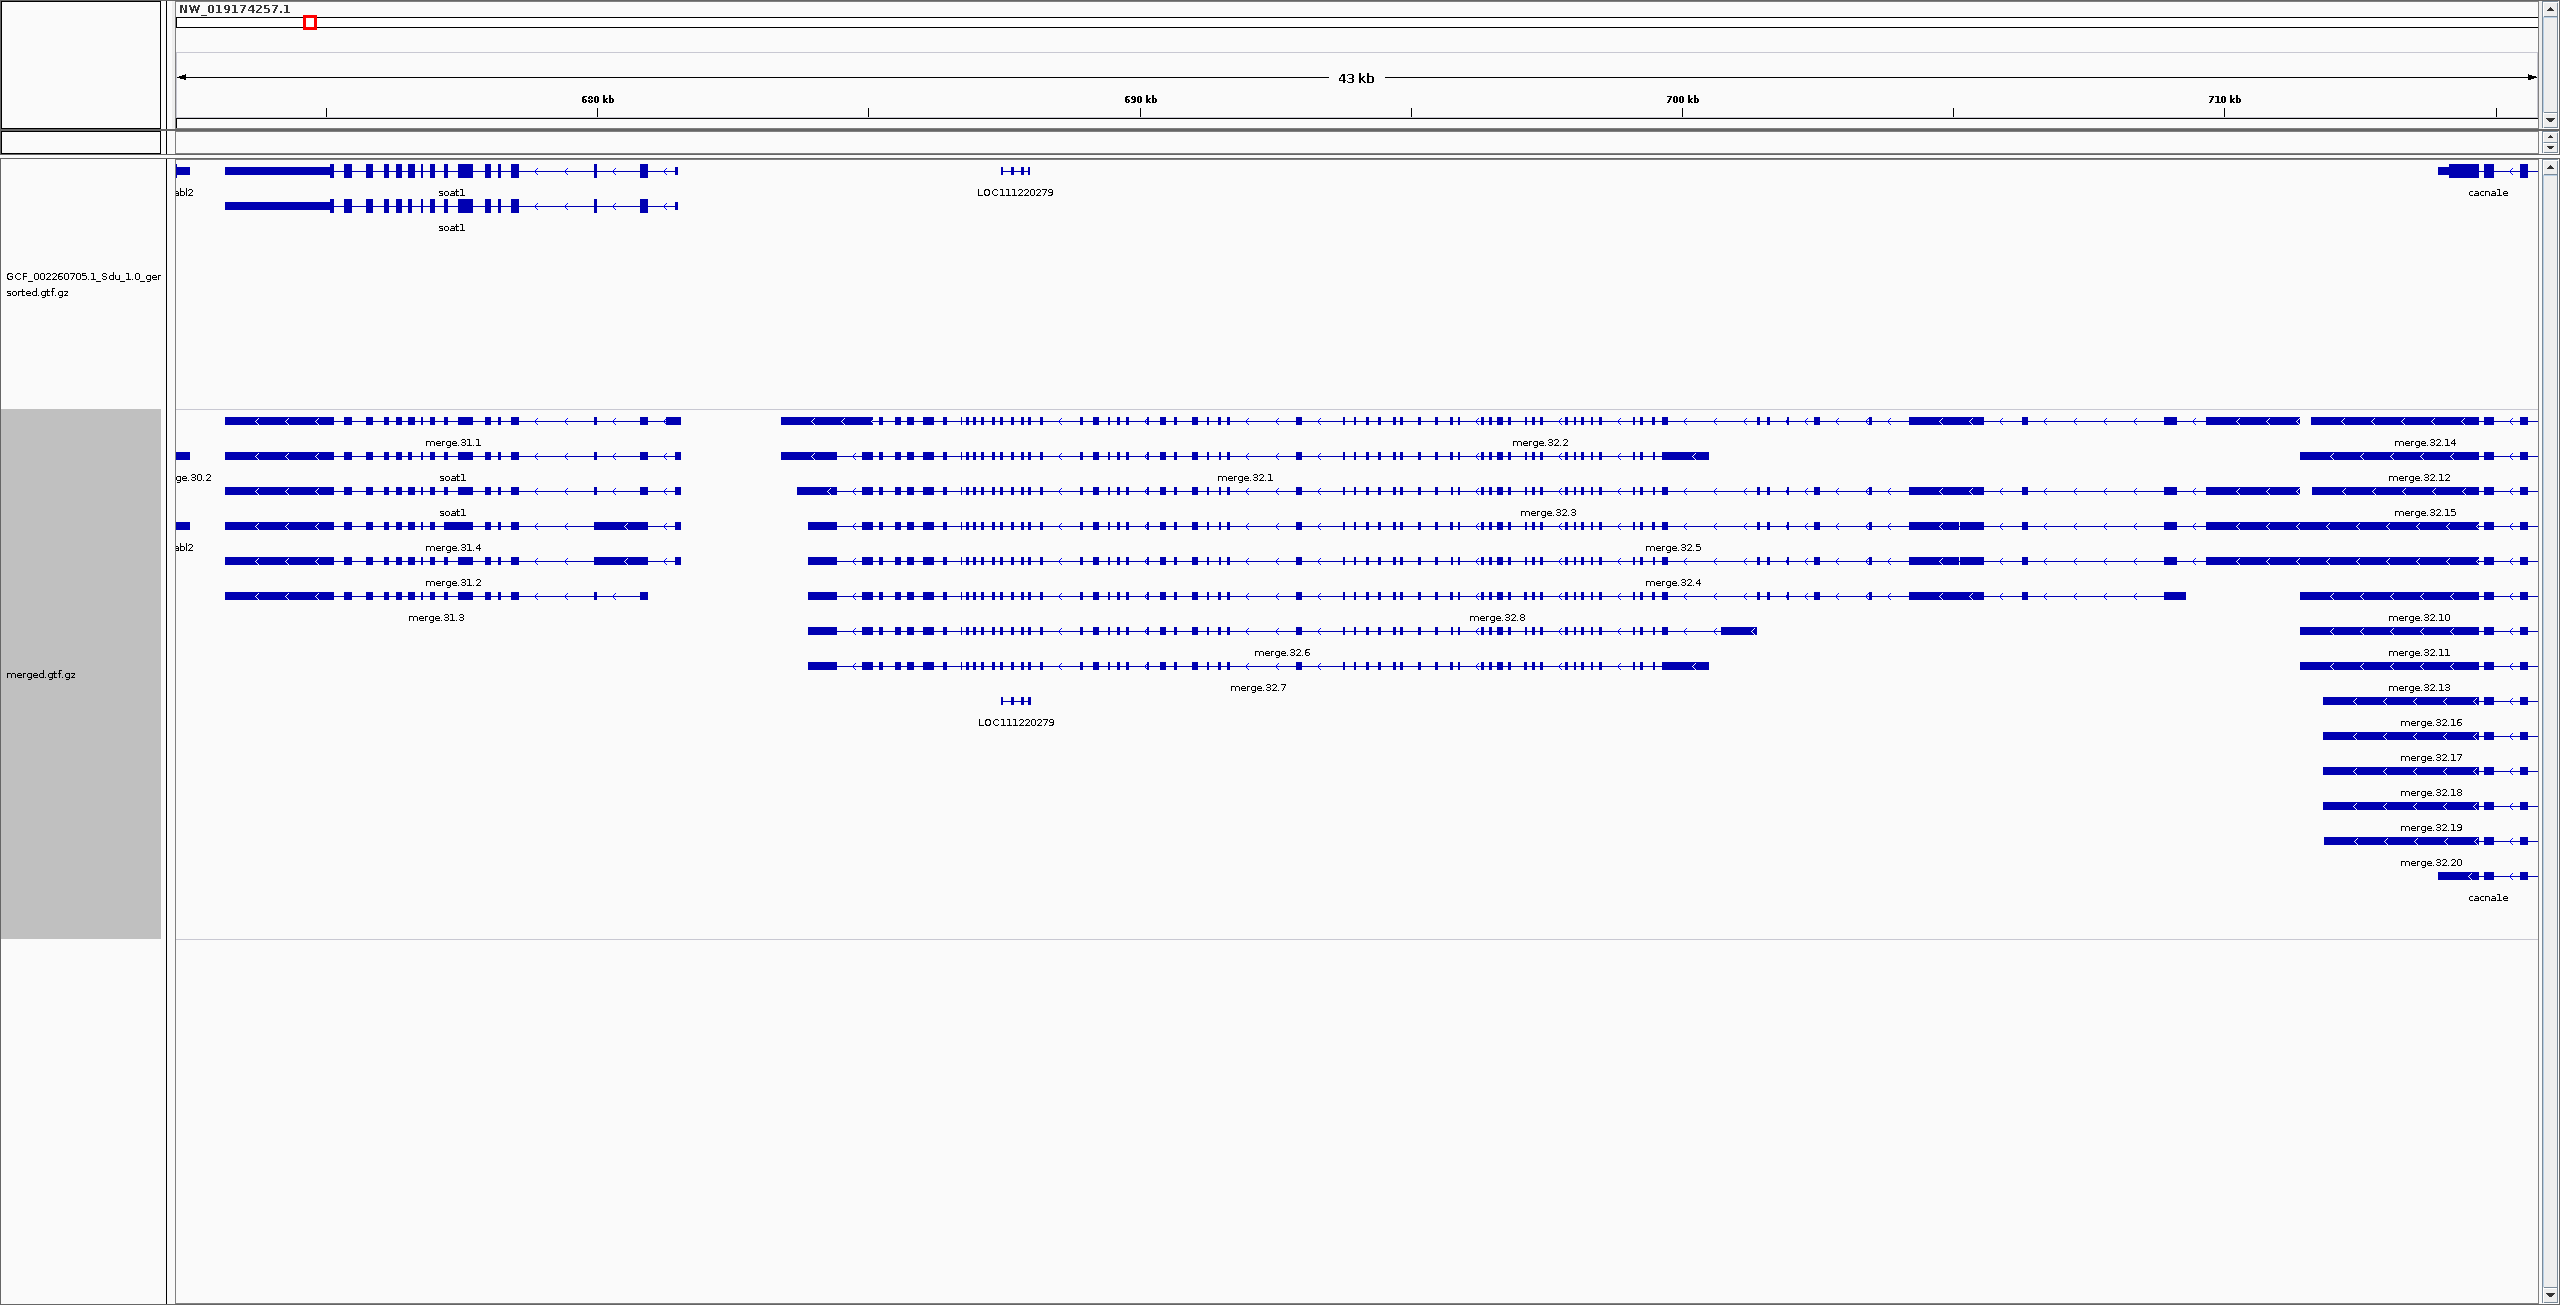 NW_019174257.1
43 kb
680 kb 690 kb 700 kb 710 kb
abl2 soat1 LOC111220279 cacna1e
soat1
GCF_002260705.1_Sdu_1.0_ger
sorted.gtf.gz
merge.31.1 merge.32.2 merge.32.14
ge.30.2 soat1 merge.32.1 merge.32.12
soat1 merge.32.3 merge.32.15
abl2 merge.31.4 merge.32.5
merge.31.2 merge.32.4
merge.31.3 merge.32.8 merge.32.10
merge.32.6 merge.32.11
merged.gtf.gz
merge.32.7 merge.32.13
LOC111220279 merge.32.16
merge.32.17
merge.32.18
merge.32.19
merge.32.20
cacna1e